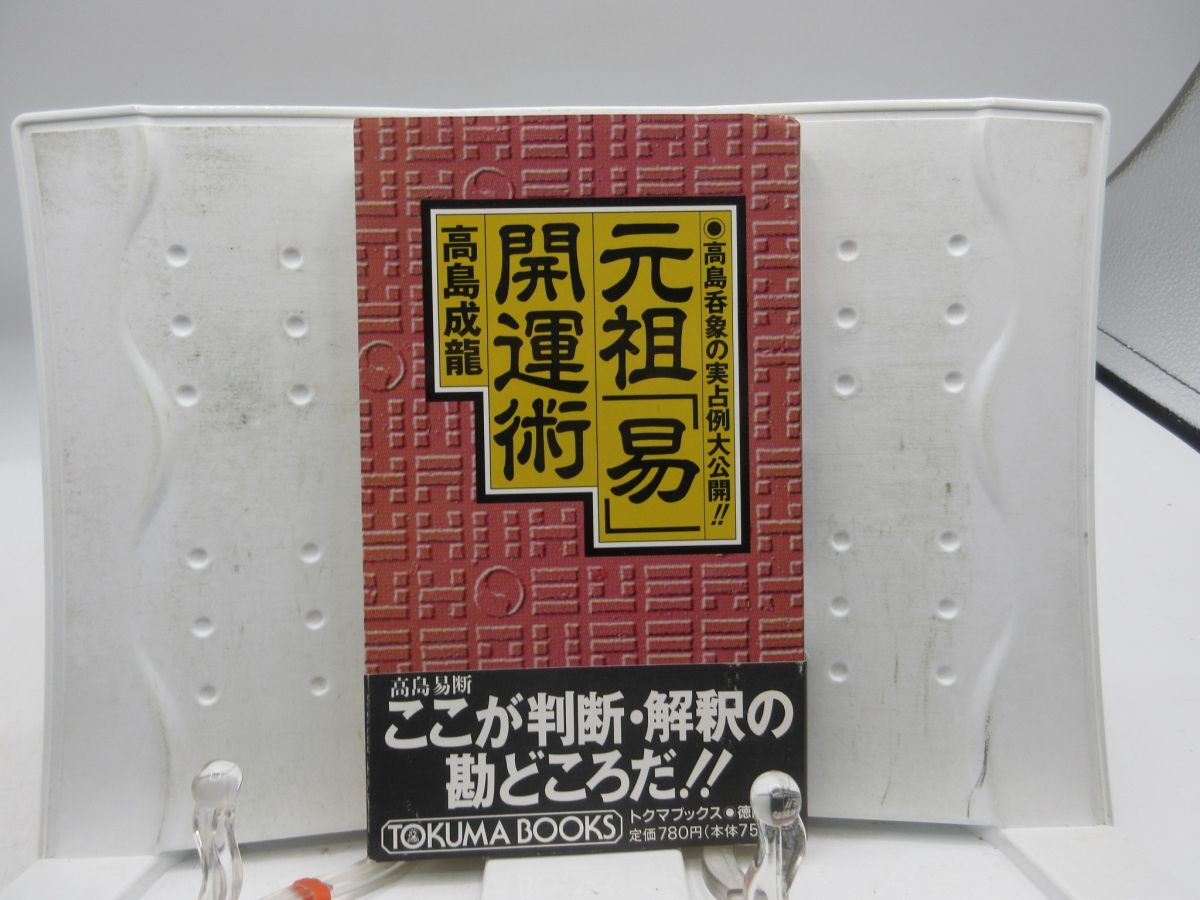 ●高島呑象の実占例大公開!!
元祖「易」
開運術
高島成龍
高島易断
ここが判断・解釈の
勘どころだ!!
TOKUMA BOOKS
トクマブックス●徳
定価780円(本体75